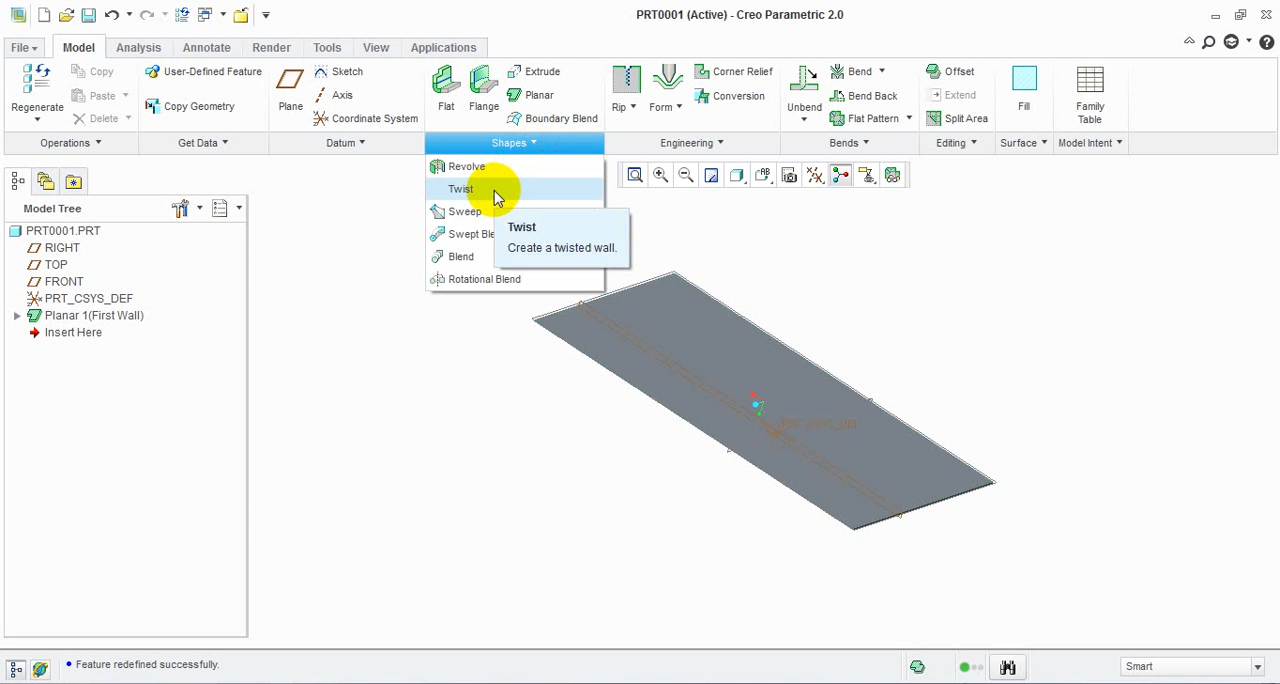 PRT0001 (Active) - Creo Parametric 2.0
File Model Analysis Annotate Render Tools View Applications
Regenerate
Copy
Paste
Delete
User-Defined Feature
Copy Geometry
Plane
Sketch
Axis
Coordinate System
Flat
Flange
Extrude
Planar
Boundary Blend
Rip
Form
Corner Relief
Conversion
Unbend
Bend
Bend Back
Flat Pattern
Offset
Extend
Split Area
Fill
Family
Table
Operations Get Data Datum Shapes Engineering Bends Editing Surface Model Intent
Revolve
Twist
Sweep
Swept Ble
Blend
Rotational Blend
Twist
Create a twisted wall.
Model Tree
PRT0001.PRT
RIGHT
TOP
FRONT
PRT_CSYS_DEF
Planar 1(First Wall)
Insert Here
PRT_CSYS_DEF
Feature redefined successfully.
Smart